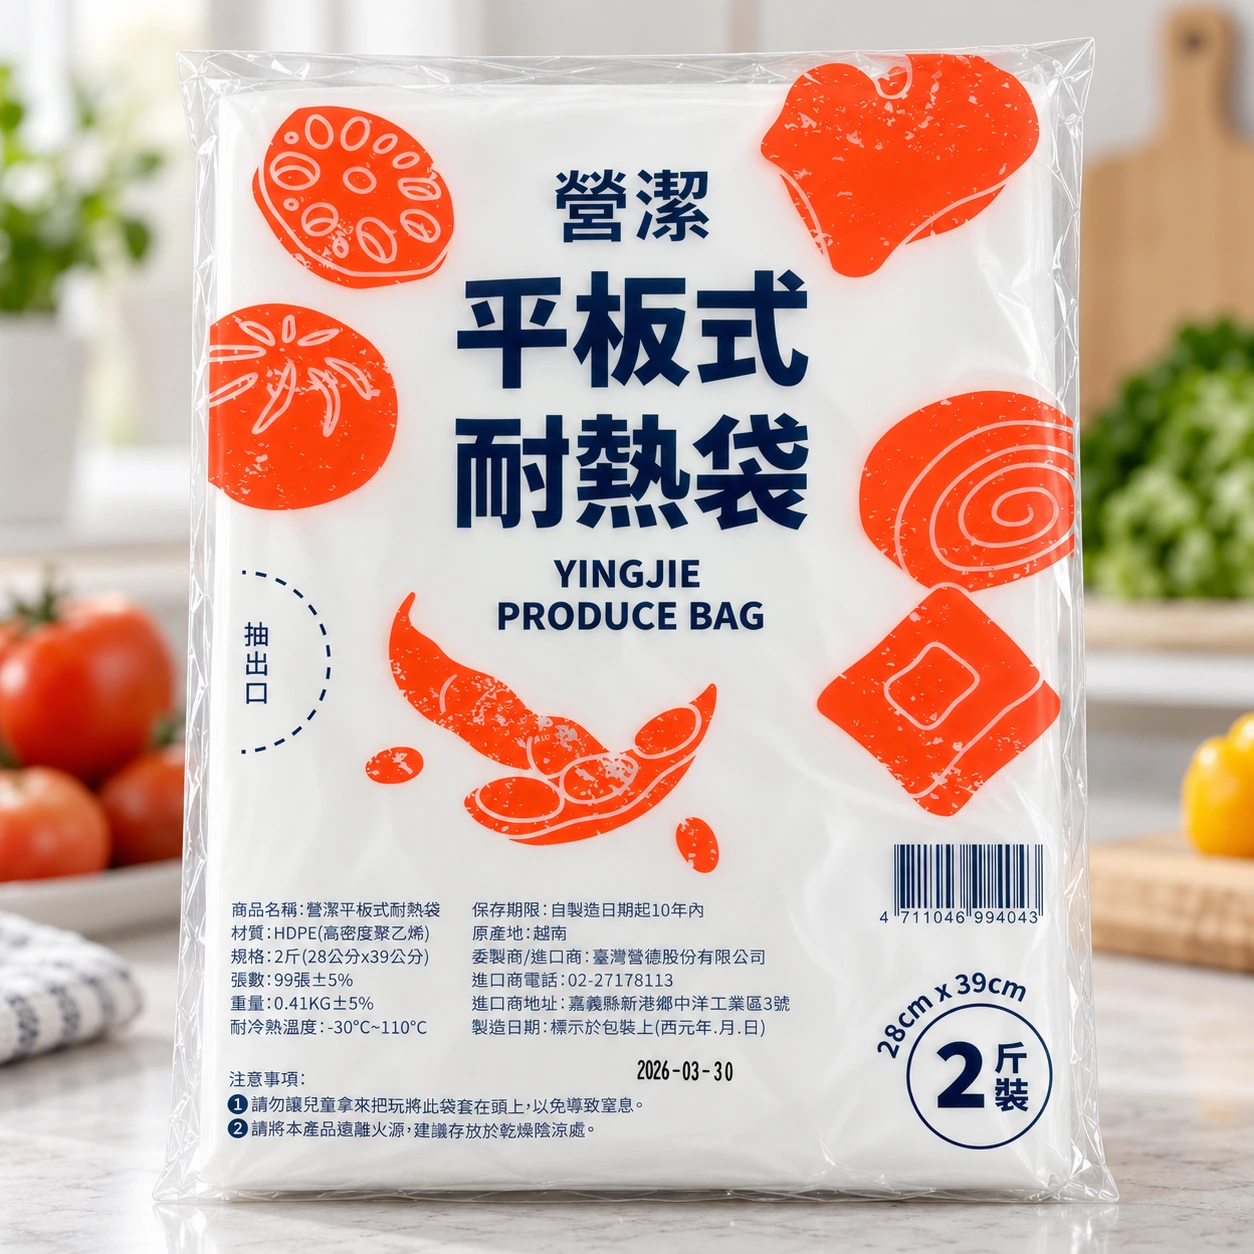 營潔
平板式
耐熱袋
YINGJIE
PRODUCE BAG
抽出口
商品名稱:營潔平板式耐熱袋
材質:HDPE(高密度聚乙烯)
規格:2斤(28公分x39公分)
張數:99張±5%
重量:0.41KG±5%
耐冷熱溫度:-30°C~110°C
保存期限:自製造日期起10年內
原產地:越南
委製商/進口商:臺灣營德股份有限公司
進口商電話:02-27178113
進口商地址:嘉義縣新港鄉中洋工業區3號
製造日期:標示於包裝上(西元年.月.日)
2026-03-30
注意事項:
1 請勿讓兒童拿來把玩將此袋套在頭上,以免導致窒息。
2 請將本產品遠離火源,建議存放於乾燥陰涼處。
4 711046 994043
28cm x 39cm
2斤裝